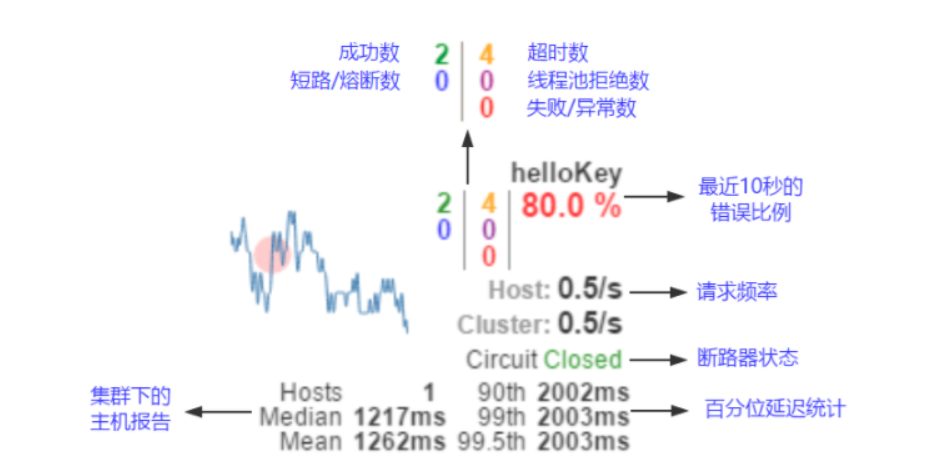 成功数 2 4 超时数
短路/熔断数 0 0 线程池拒绝数
0 失败/异常数
helloKey
2 4 80.0 %
0 0
0
最近10秒的
错误比例
Host: 0.5/s 请求频率
Cluster: 0.5/s
Circuit Closed 断路器状态
集群下的
主机报告
Hosts 1 90th 2002ms
Median 1217ms 99th 2003ms
Mean 1262ms 99.5th 2003ms
百分位延迟统计